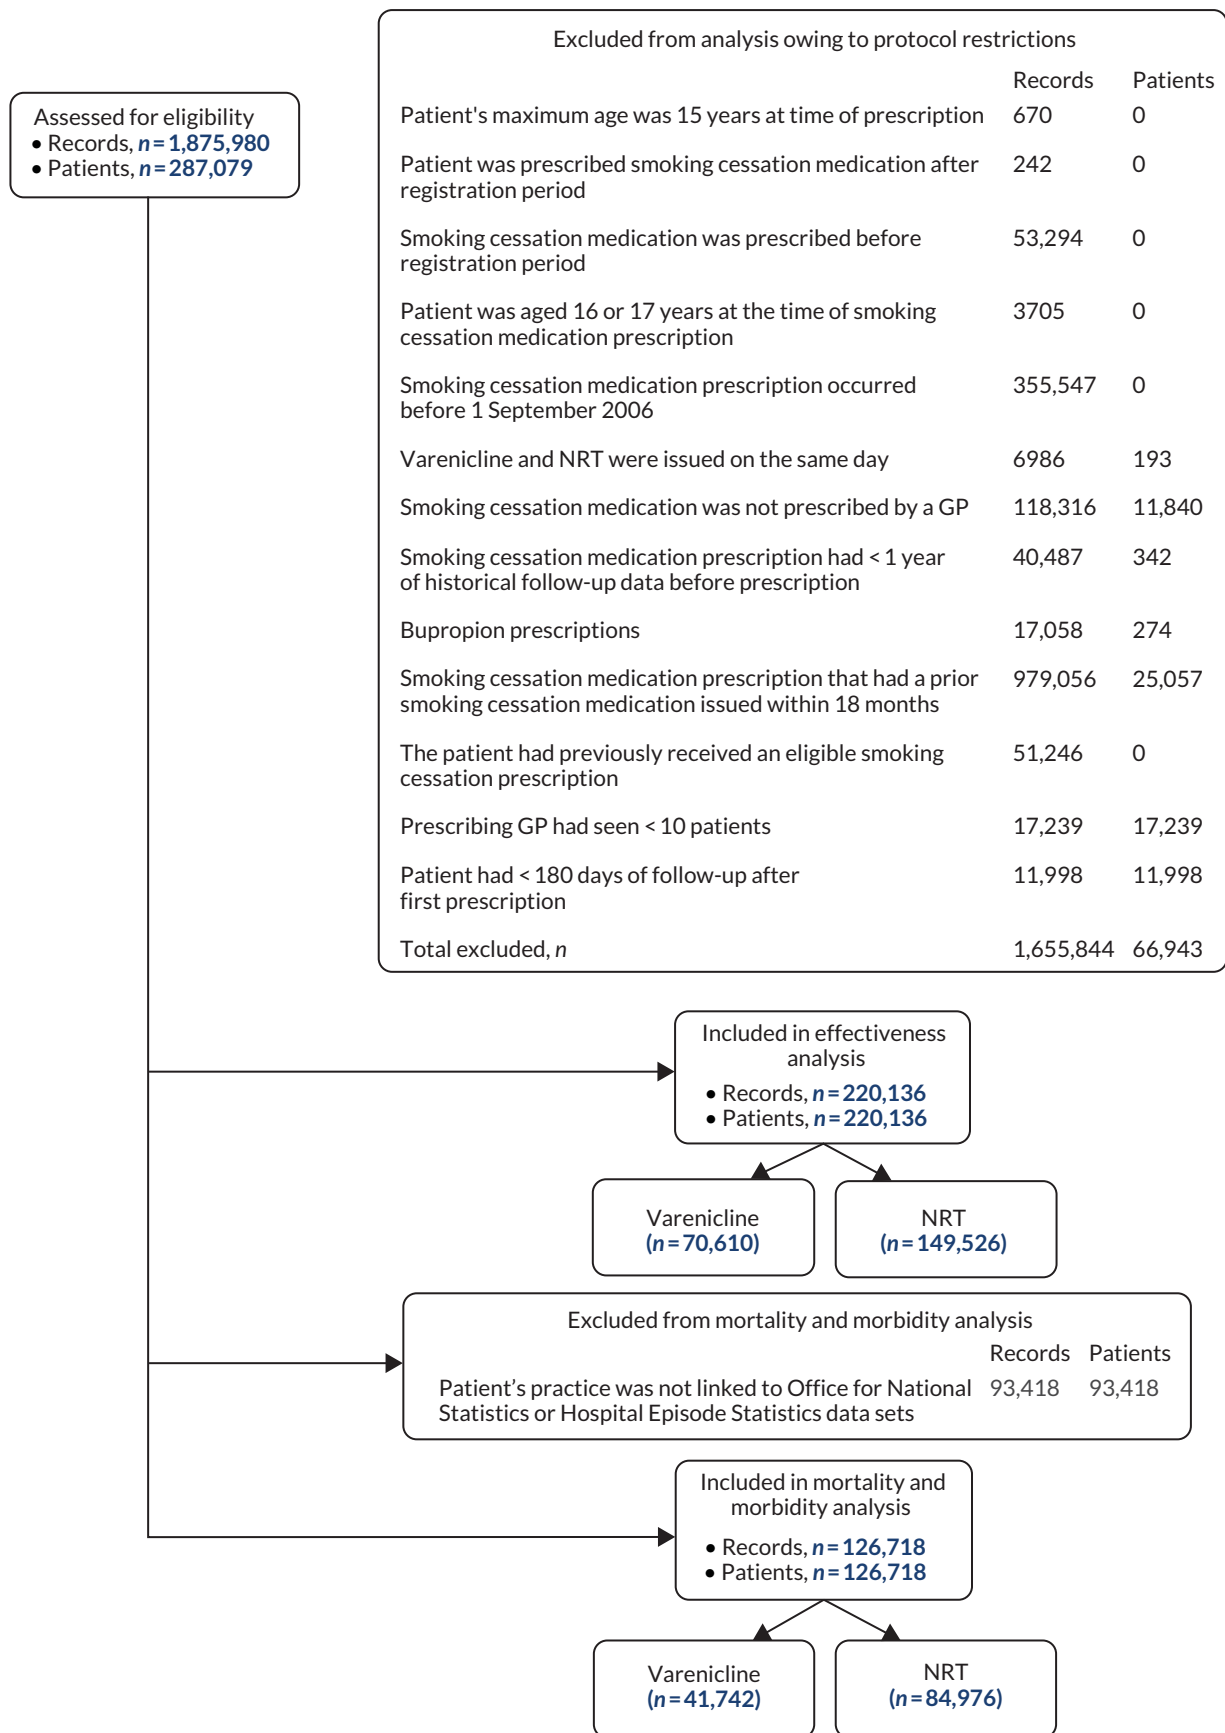 Excluded from analysis owing to protocol restrictions
Records Patients
Assessed for eligibility
• Records, n = 1,875,980
• Patients, n = 287,079
Patient's maximum age was 15 years at time of prescription 670 0
Patient was prescribed smoking cessation medication after 242 0
registration period
Smoking cessation medication was prescribed before 53,294 0
registration period
Patient was aged 16 or 17 years at the time of smoking 3705 0
cessation medication prescription
Smoking cessation medication prescription occurred 355,547 0
before 1 September 2006
Varenicline and NRT were issued on the same day 6986 193
Smoking cessation medication was not prescribed by a GP 118,316 11,840
Smoking cessation medication prescription had < 1 year 40,487 342
of historical follow-up data before prescription
Bupropion prescriptions 17,058 274
Smoking cessation medication prescription that had a prior 979,056 25,057
smoking cessation medication issued within 18 months
The patient had previously received an eligible smoking 51,246 0
cessation prescription
Prescribing GP had seen < 10 patients 17,239 17,239
Patient had < 180 days of follow-up after 11,998 11,998
first prescription
Total excluded, n 1,655,844 66,943
Included in effectiveness
analysis
• Records, n = 220,136
• Patients, n = 220,136
Varenicline
(n = 70,610)
NRT
(n = 149,526)
Excluded from mortality and morbidity analysis
Records Patients
Patient’s practice was not linked to Office for National 93,418 93,418
Statistics or Hospital Episode Statistics data sets
Included in mortality and
morbidity analysis
• Records, n = 126,718
• Patients, n = 126,718
Varenicline
(n = 41,742)
NRT
(n = 84,976)